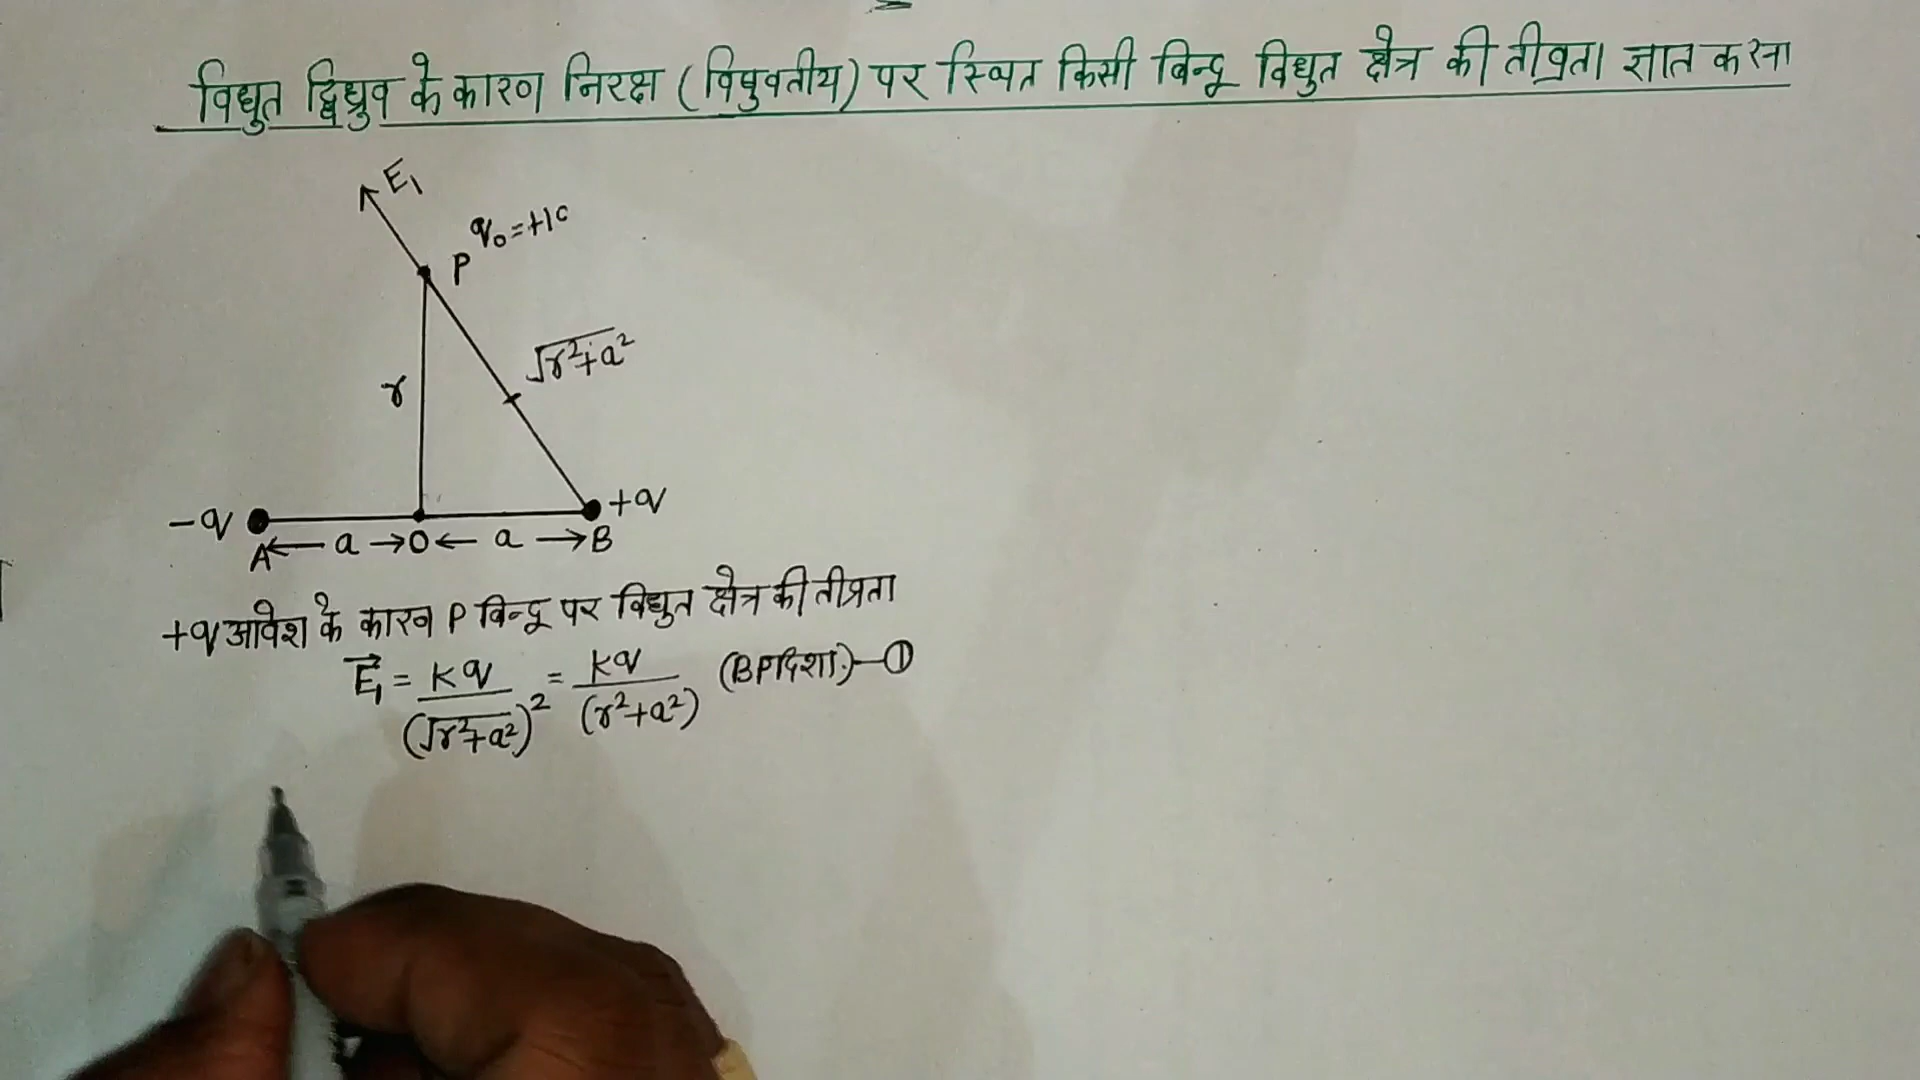 विद्युत द्विध्रुव के कारण निरक्ष (विषुवतीय) पर स्थित किसी बिन्दू विद्युत क्षेत्र की तीव्रता ज्ञात करना
E₁
q₀=+1C
P
√r²+a²
r
-q +q
A ← a → O ← a → B
+q आवेश के कारण P बिन्दू पर विद्युत क्षेत्र की तीव्रता
E⃗₁ = kq/(√r²+a²)² = kq/(r²+a²) (BP दिशा) — ①